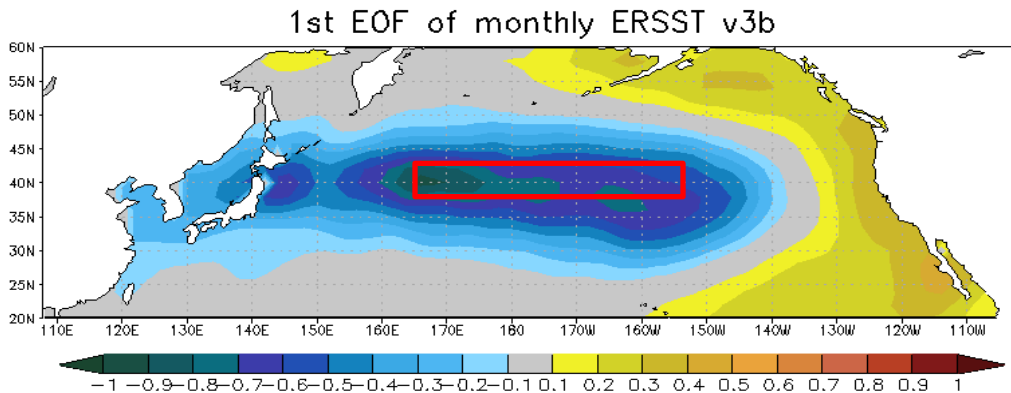 1st EOF of monthly ERSST v3b
60N
55N
50N
45N
40N
35N
30N
25N
20N
110E 120E 130E 140E 150E 160E 170E 180 170W 160W 150W 140W 130W 120W 110W
-1 -0.9 -0.8 -0.7 -0.6 -0.5 -0.4 -0.3 -0.2 -0.1 0.1 0.2 0.3 0.4 0.5 0.6 0.7 0.8 0.9 1